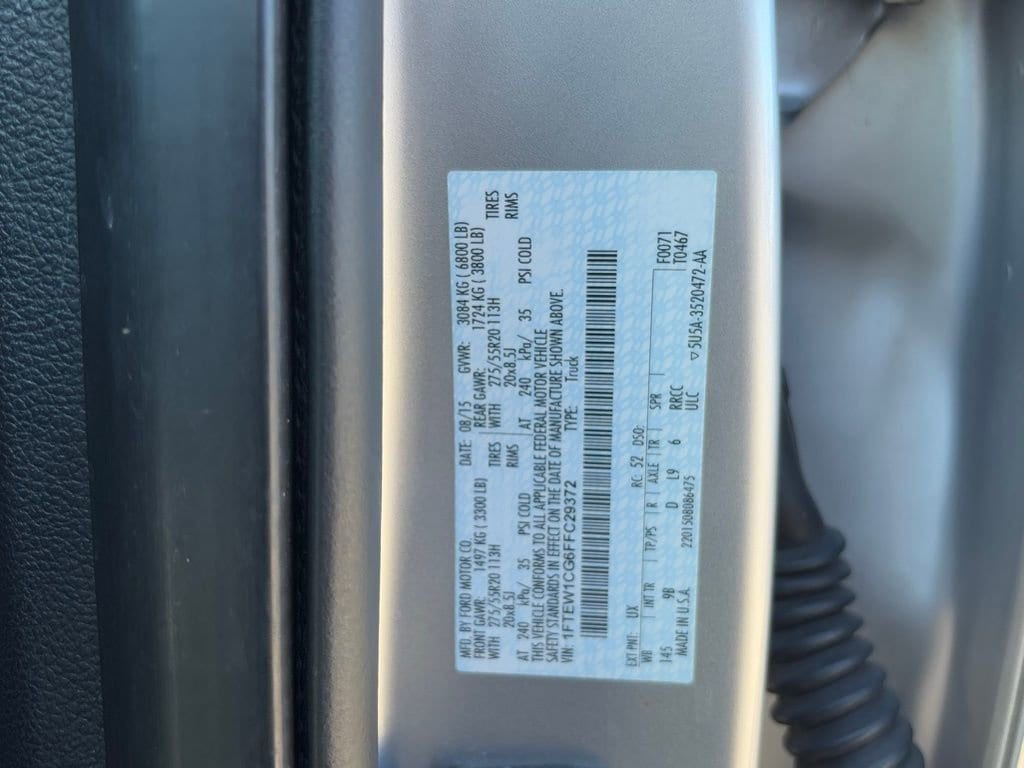 MFD. BY FORD MOTOR CO. DATE: 08/15 GVWR: 3084 KG ( 6800 LB)
FRONT GAWR: 1497 KG ( 3300 LB) REAR GAWR: 1724 KG ( 3800 LB)
WITH 275/55R20 113H TIRES WITH 275/55R20 113H TIRES
20x8.5J RIMS 20x8.5J RIMS
AT 240 kPa/ 35 PSI COLD AT 240 kPa/ 35 PSI COLD
THIS VEHICLE CONFORMS TO ALL APPLICABLE FEDERAL MOTOR VEHICLE
SAFETY STANDARDS IN EFFECT ON THE DATE OF MANUFACTURE SHOWN ABOVE.
VIN: 1FTEW1CG6FFC29372 TYPE: Truck
EXT PNT: UX RC: 52 DSO:
WB INT TR TP/PS R AXLE TR SPR F0071
145 9B D L9 6 RRCC T0467
MADE IN U.S.A. 2201508086475 ULC ▽5U5A-3520472-AA